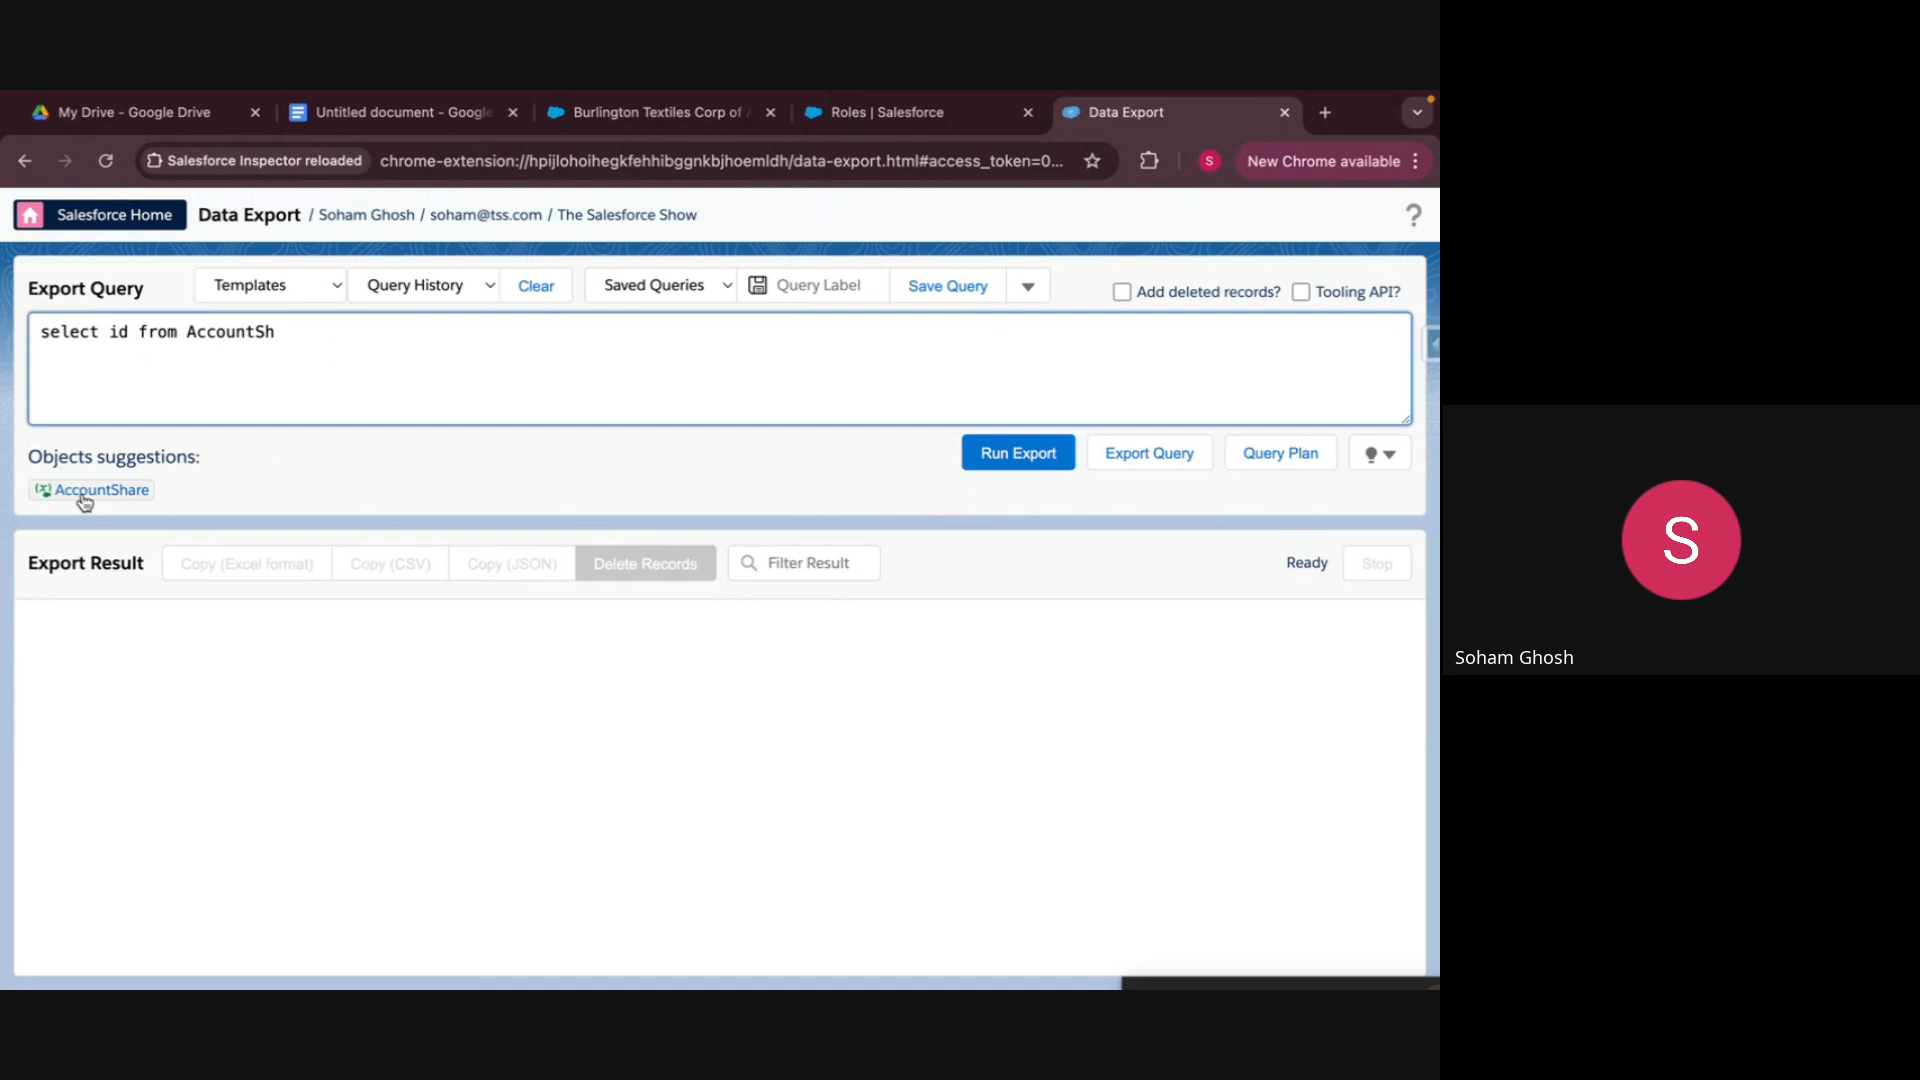 My Drive - Google Drive
Untitled document - Google
Burlington Textiles Corp of A
Roles | Salesforce
Data Export
Salesforce Inspector reloaded
chrome-extension://hpijlohoihegkfehhibggnkbjhoemldh/data-export.html#access_token=0...
S
New Chrome available
Salesforce Home
Data Export / Soham Ghosh / soham@tss.com / The Salesforce Show
?
Export Query
Templates
Query History
Clear
Saved Queries
Query Label
Save Query
Add deleted records?
Tooling API?
select id from AccountSh
Objects suggestions:
Run Export
Export Query
Query Plan
(x) AccountShare
Export Result
Copy (Excel format)
Copy (CSV)
Copy (JSON)
Delete Records
Filter Result
Ready
Stop
S
Soham Ghosh